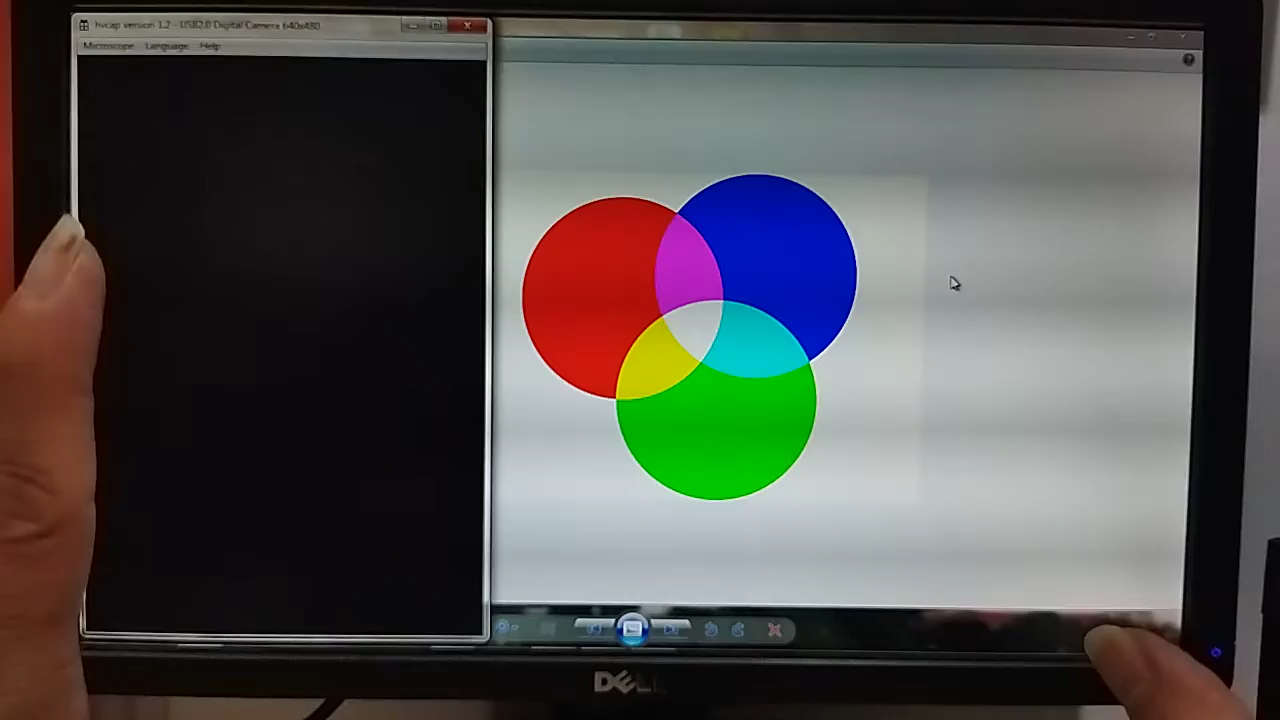 hvcap version 1.2 - USB2.0 Digital Camera 640x480
Microscope Language Help
DELL